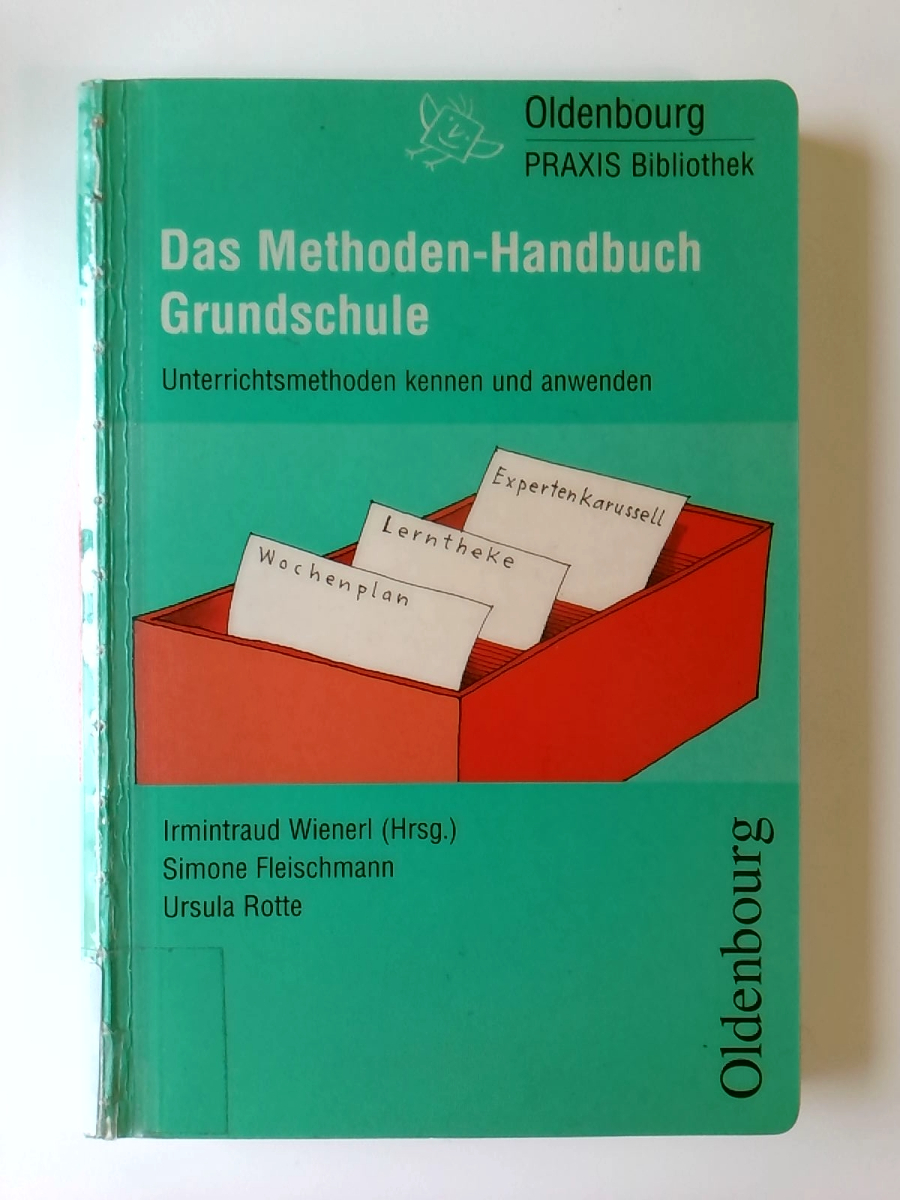 Oldenbourg
PRAXIS Bibliothek
Das Methoden-Handbuch
Grundschule
Unterrichtsmethoden kennen und anwenden
Expertenkarussell
Lerntheke
Wochenplan
Irmintraud Wienerl (Hrsg.)
Simone Fleischmann
Ursula Rotte
Oldenbourg